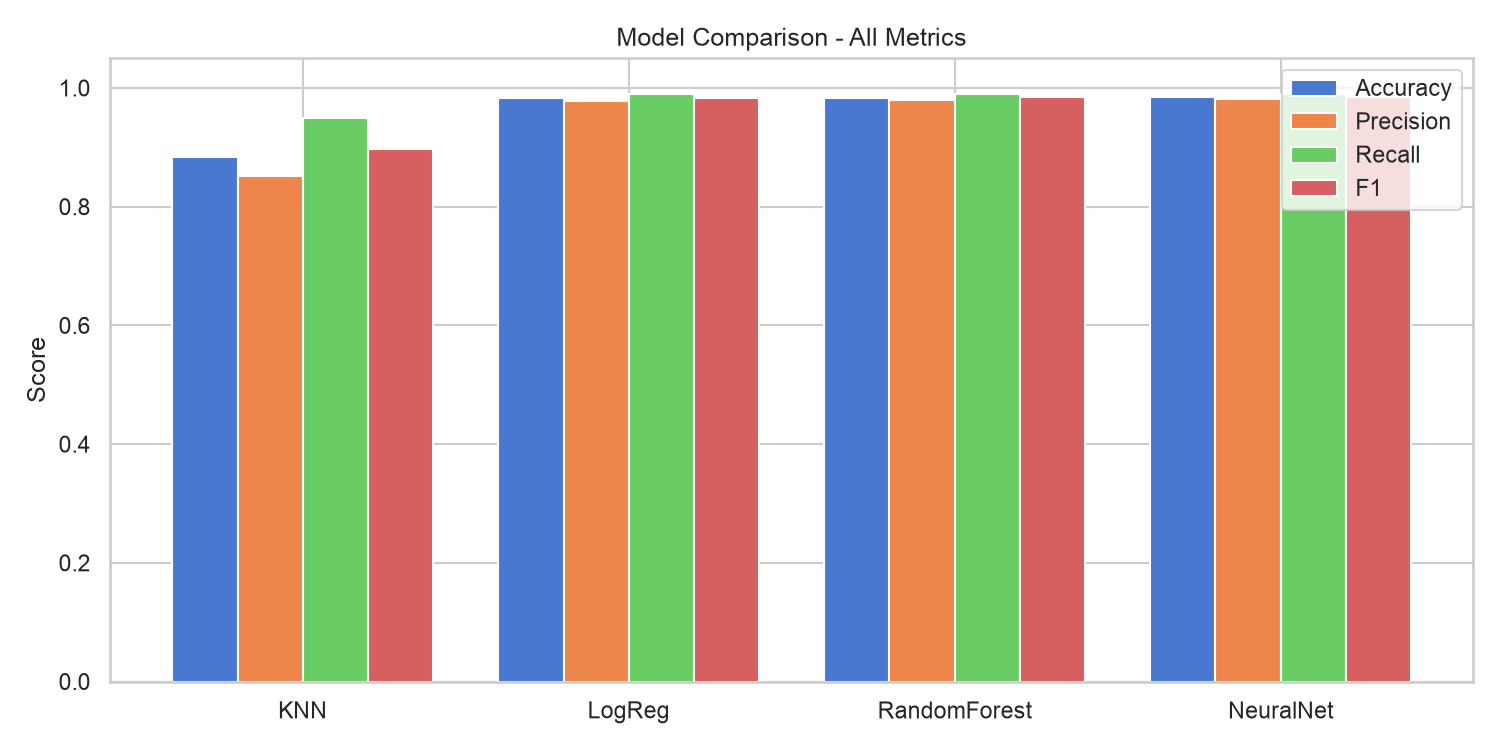 Model Comparison - All Metrics
1.0
0.8
0.6
0.4
0.2
0.0
Score
Accuracy
Precision
Recall
F1
KNN
LogReg
RandomForest
NeuralNet